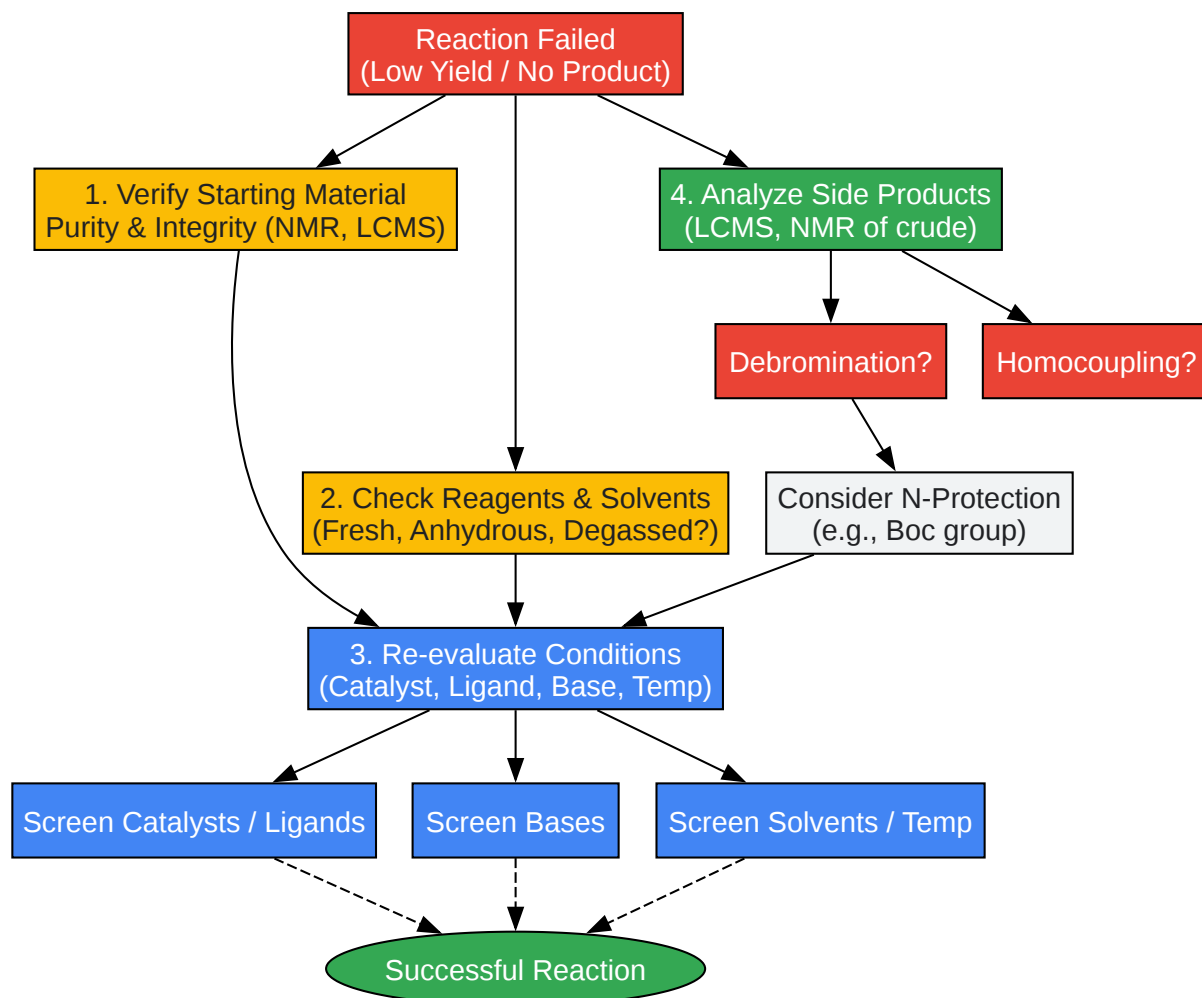 Reaction Failed
(Low Yield / No Product)
1. Verify Starting Material
Purity & Integrity (NMR, LCMS)
4. Analyze Side Products
(LCMS, NMR of crude)
Debromination?
Homocoupling?
2. Check Reagents & Solvents
(Fresh, Anhydrous, Degassed?)
Consider N-Protection
(e.g., Boc group)
3. Re-evaluate Conditions
(Catalyst, Ligand, Base, Temp)
Screen Catalysts / Ligands
Screen Bases
Screen Solvents / Temp
Successful Reaction